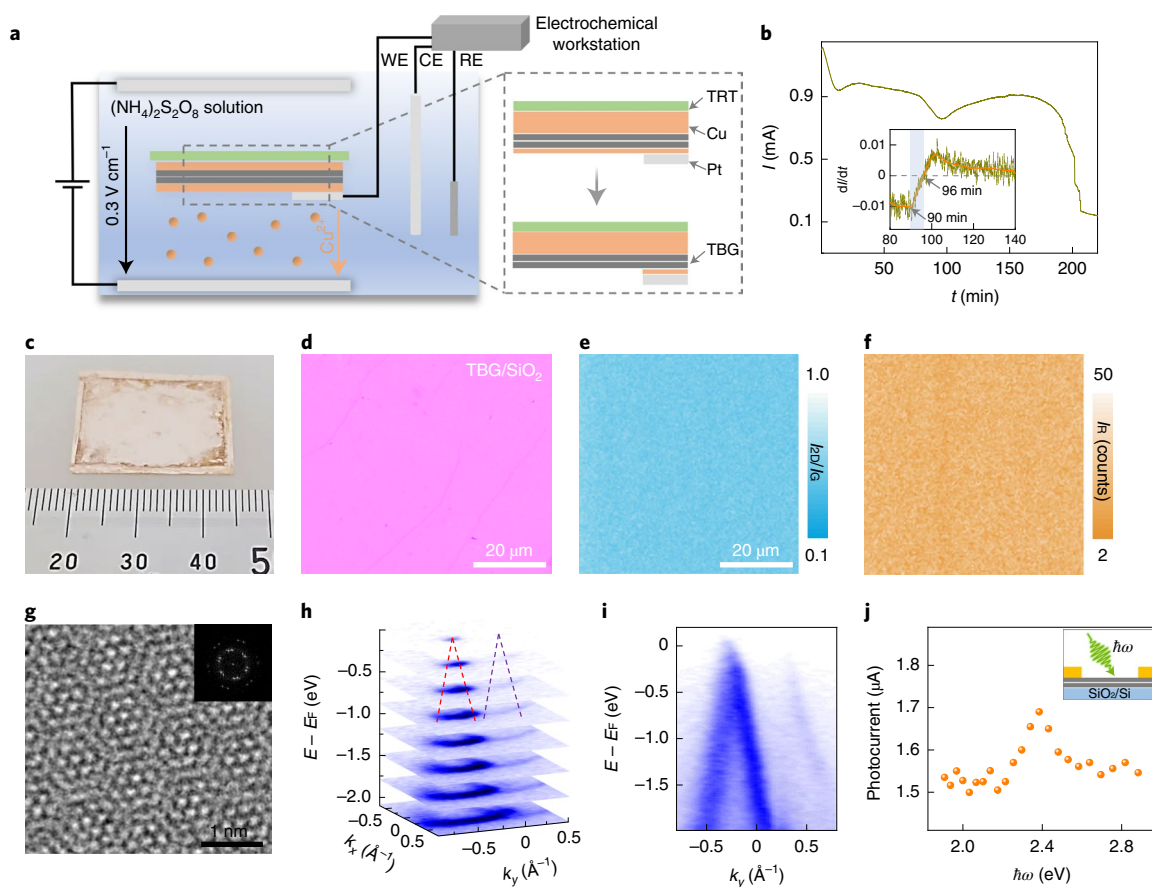 a
Electrochemical
workstation
WE CE RE
(NH₄)₂S₂O₈ solution
0.3 V cm⁻¹
Cu²⁺
TRT
Cu
Pt
TBG
b
I (mA)
0.9
0.5
0.1
50 100 150 200
t (min)
dI/dt
0.01
0
−0.01
96 min
90 min
80 100 120 140
c
20 30 40 5
d
TBG/SiO₂
20 μm
e
20 μm
1.0
I2D/IG
0.1
f
50
IR (counts)
2
g
1 nm
h
E − EF (eV)
−0.5
−1.0
−1.5
−2.0
kx (Å⁻¹)
0.5
0
−0.5
0
0.5
ky (Å⁻¹)
i
E − EF (eV)
0
−0.5
−1.0
−1.5
−0.5 0 0.5
ky (Å⁻¹)
j
Photocurrent (μA)
1.8
1.7
1.6
1.5
ħω
SiO₂/Si
2.0 2.4 2.8
ħω (eV)